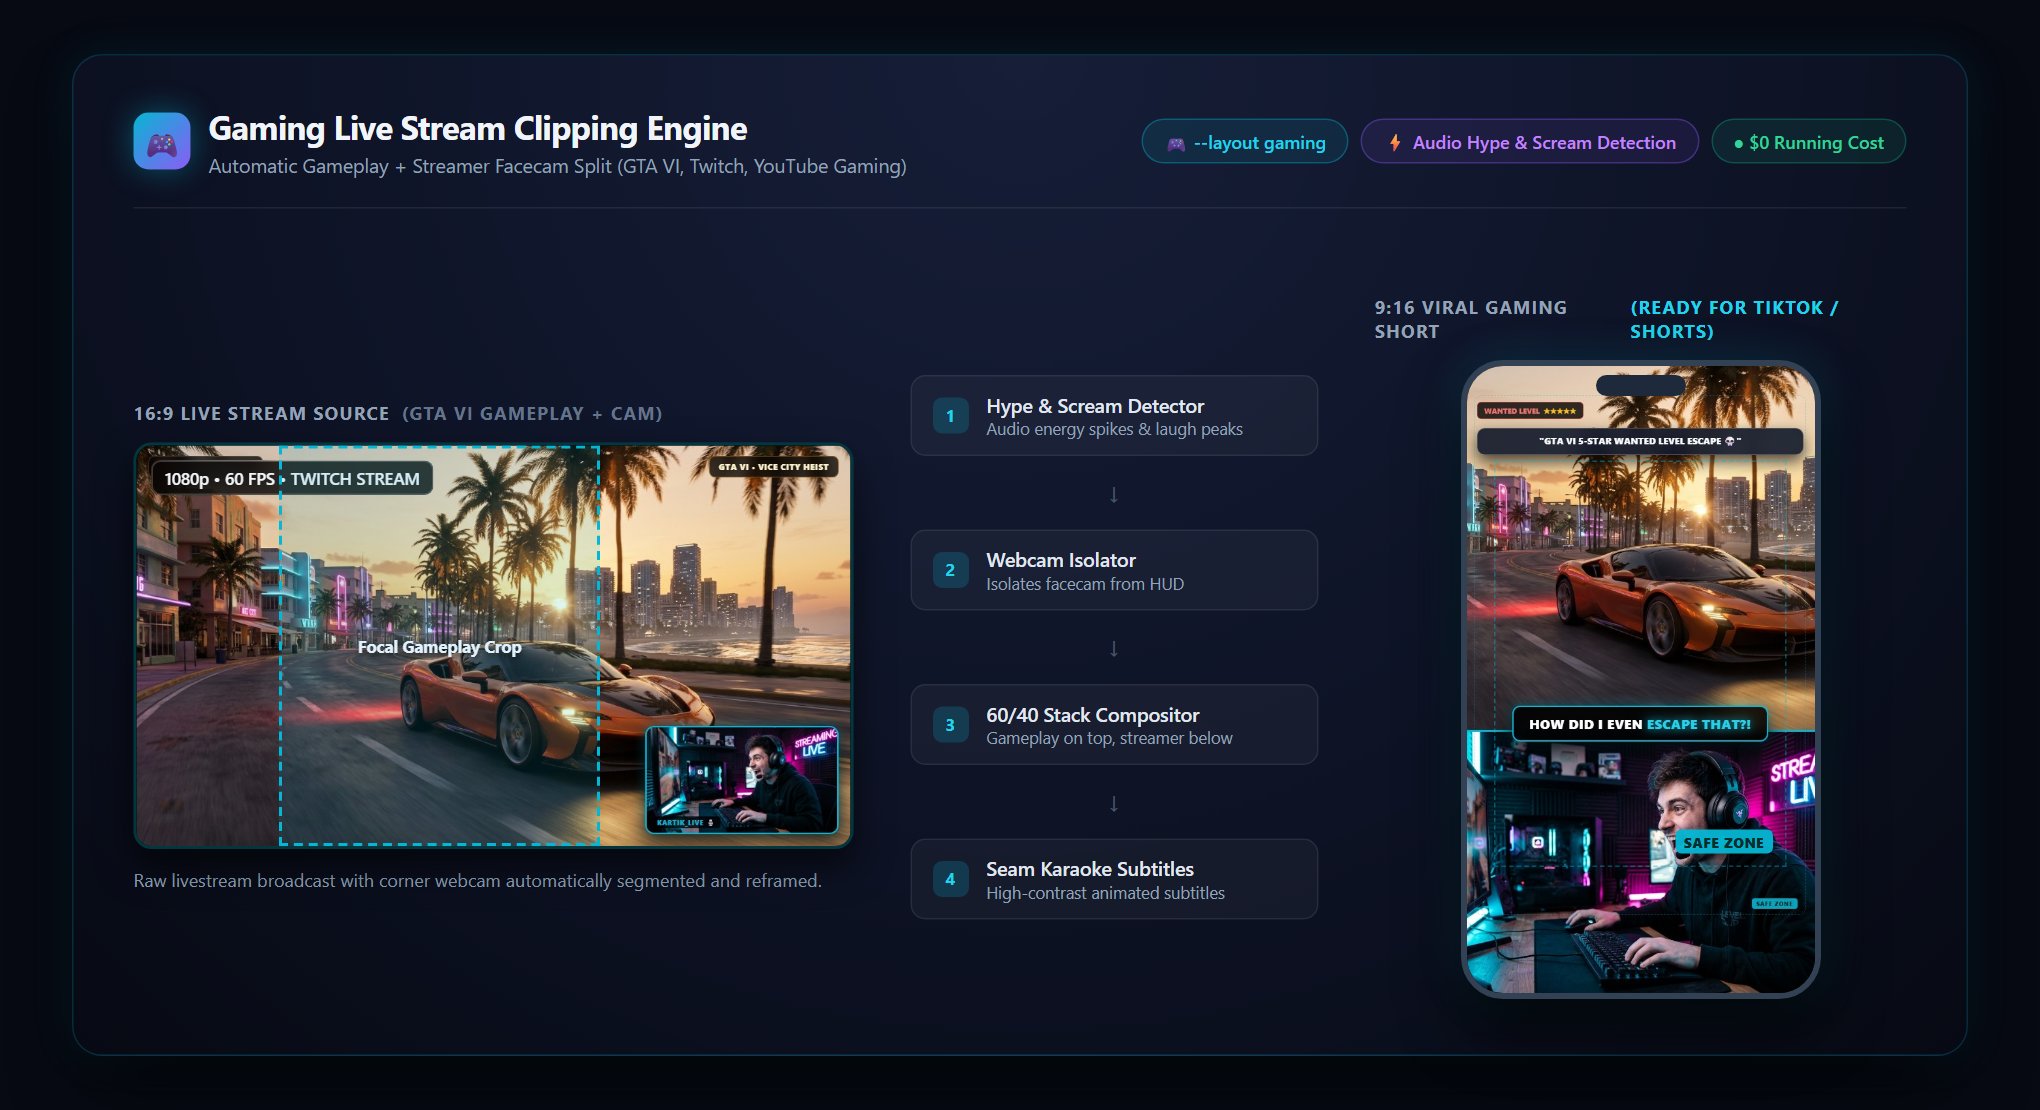 Gaming Live Stream Clipping Engine
Automatic Gameplay + Streamer Facecam Split (GTA VI, Twitch, YouTube Gaming)
--layout gaming
Audio Hype & Scream Detection
• $0 Running Cost
16:9 LIVE STREAM SOURCE (GTA VI GAMEPLAY + CAM)
1080p • 60 FPS • TWITCH STREAM
GTA VI • VICE CITY HEIST
Focal Gameplay Crop
STREAMING
LIVE
KARTIK_LIVE
Raw livestream broadcast with corner webcam automatically segmented and reframed.
1
Hype & Scream Detector
Audio energy spikes & laugh peaks
↓
2
Webcam Isolator
Isolates facecam from HUD
↓
3
60/40 Stack Compositor
Gameplay on top, streamer below
↓
4
Seam Karaoke Subtitles
High-contrast animated subtitles
9:16 VIRAL GAMING
SHORT
(READY FOR TIKTOK /
SHORTS)
WANTED LEVEL ★★★★★
"GTA VI 5-STAR WANTED LEVEL ESCAPE 💀"
HOW DID I EVEN ESCAPE THAT?!
STREA
LIV
SAFE ZONE
SAFE ZONE